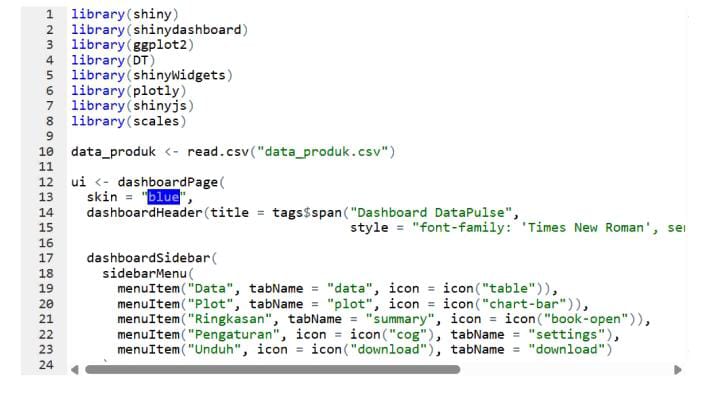 1 library(shiny)
2 library(shinydashboard)
3 library(ggplot2)
4 library(DT)
5 library(shinyWidgets)
6 library(plotly)
7 library(shinyjs)
8 library(scales)
9
10 data_produk <- read.csv("data_produk.csv")
11
12 ui <- dashboardPage(
13 skin = "blue",
14 dashboardHeader(title = tags$span("Dashboard DataPulse",
15 style = "font-family: 'Times New Roman',
16
17 dashboardSidebar(
18 sidebarMenu(
19 menuItem("Data", tabName = "data", icon = icon("table")),
20 menuItem("Plot", tabName = "plot", icon = icon("chart-bar")),
21 menuItem("Ringkasan", tabName = "summary", icon = icon("book-open")),
22 menuItem("Pengaturan", icon = icon("cog"), tabName = "settings"),
23 menuItem("Unduh", icon = icon("download"), tabName = "download")
24